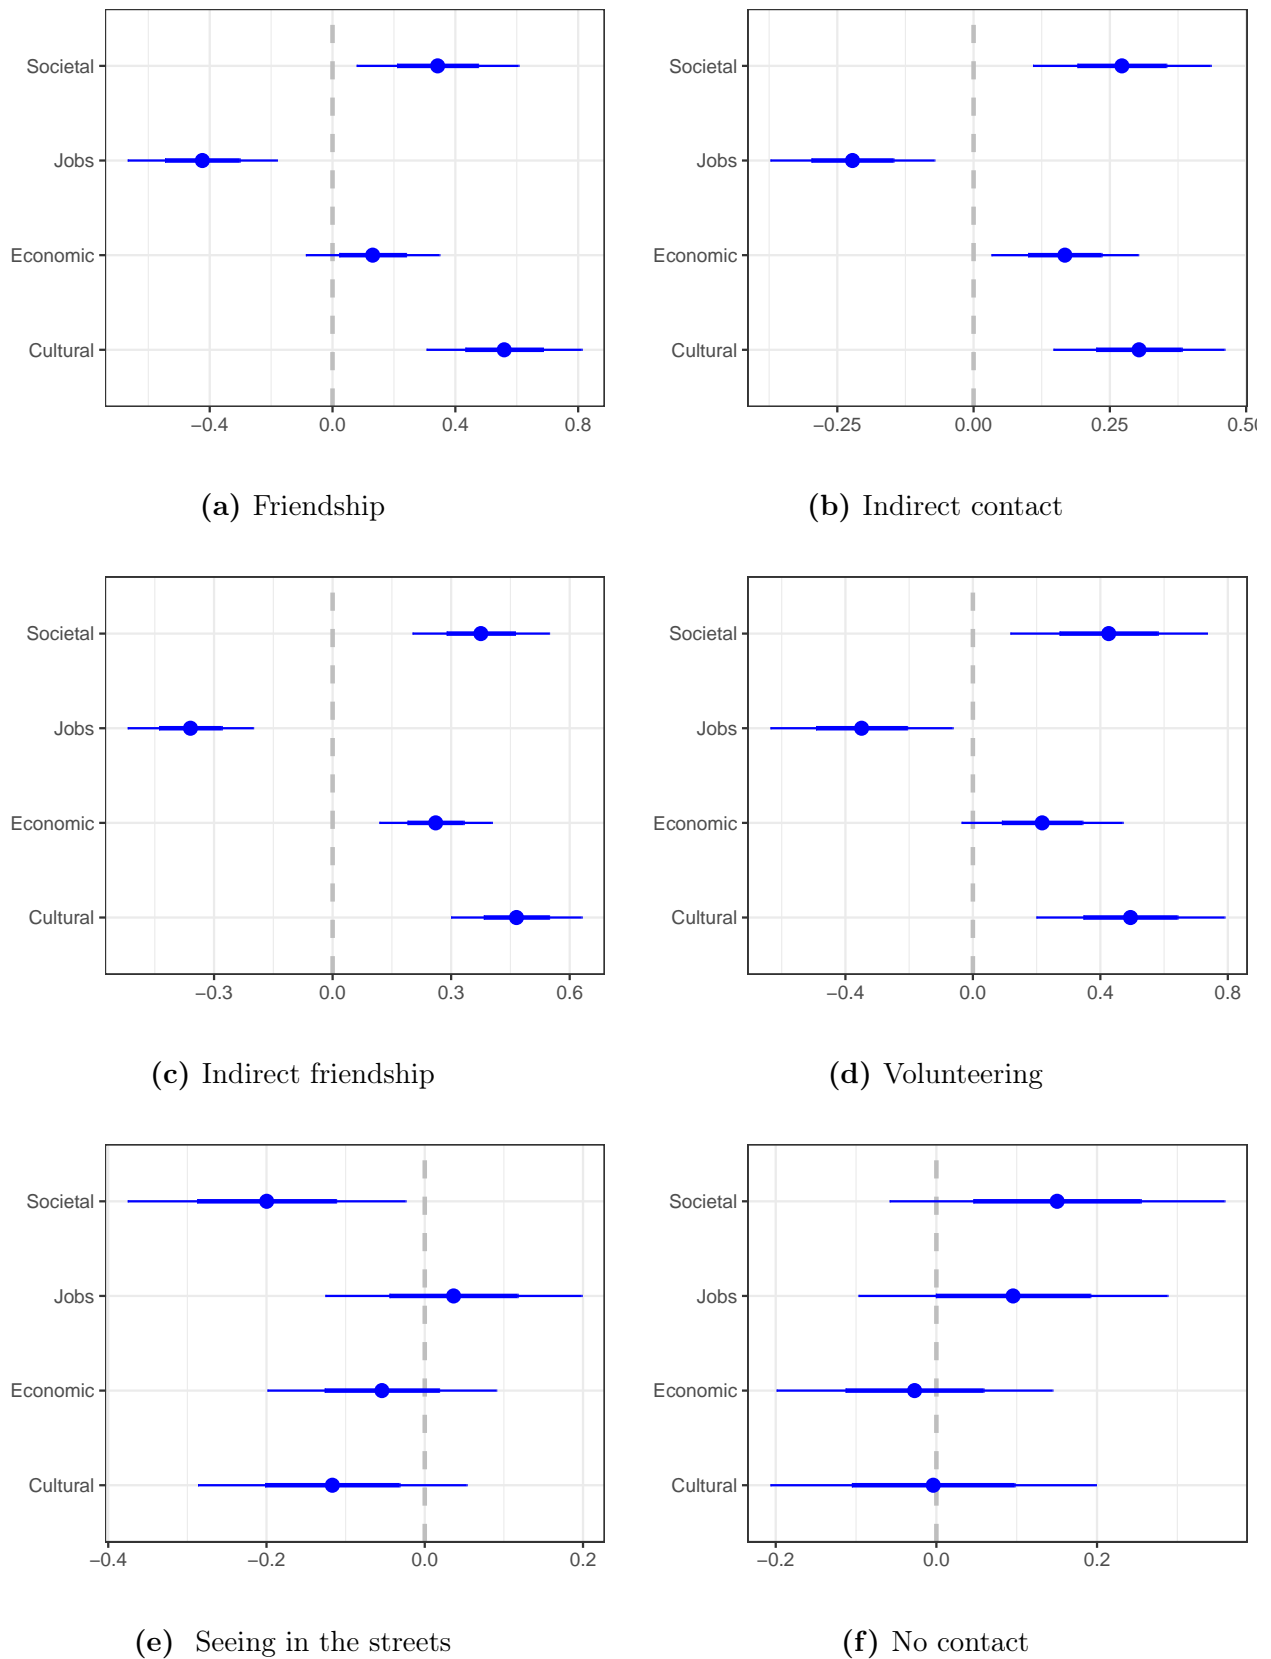 Societal
Jobs
Economic
Cultural
−0.4 0.0 0.4 0.8
(a) Friendship
Societal
Jobs
Economic
Cultural
−0.25 0.00 0.25 0.50
(b) Indirect contact
Societal
Jobs
Economic
Cultural
−0.3 0.0 0.3 0.6
(c) Indirect friendship
Societal
Jobs
Economic
Cultural
−0.4 0.0 0.4 0.8
(d) Volunteering
Societal
Jobs
Economic
Cultural
−0.4 −0.2 0.0 0.2
(e) Seeing in the streets
Societal
Jobs
Economic
Cultural
−0.2 0.0 0.2
(f) No contact